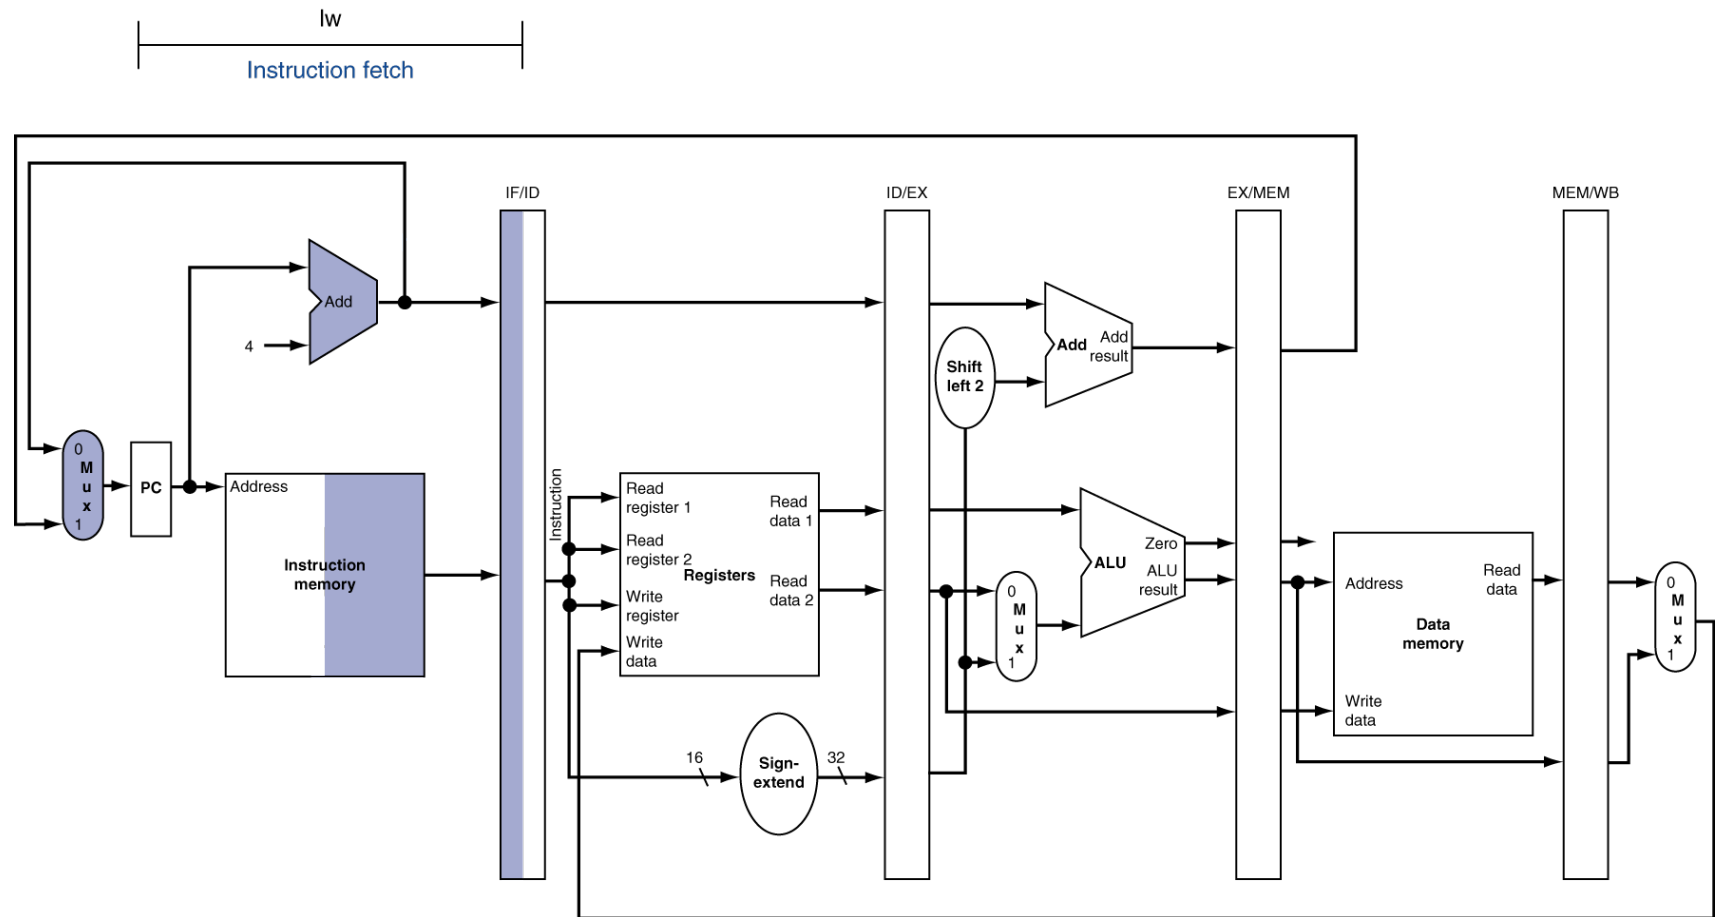 lw
Instruction fetch
IF/ID
ID/EX
EX/MEM
MEM/WB
Add
4
Add
Add
result
Shift
left 2
0
M
u
x
1
PC
Address
Instruction
memory
Instruction
Read
register 1
Read
register 2
Write
register
Write
data
Registers
Read
data 1
Read
data 2
16
Sign-
extend
32
0
M
u
x
1
Zero
ALU
ALU
result
Address
Read
data
Data
memory
Write
data
0
M
u
x
1